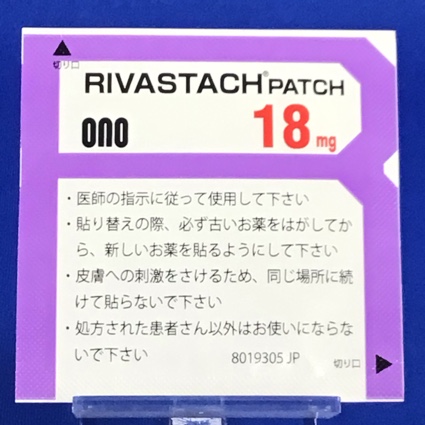 切り口
RIVASTACH® PATCH
ono 18 mg
・医師の指示に従って使用して下さい
・貼り替えの際、必ず古いお薬をはがしてか
ら、新しいお薬を貼るようにして下さい
・皮膚への刺激をさけるため、同じ場所に続
けて貼らないで下さい
・処方された患者さん以外はお使いにならな
いで下さい 8019305 JP 切り口